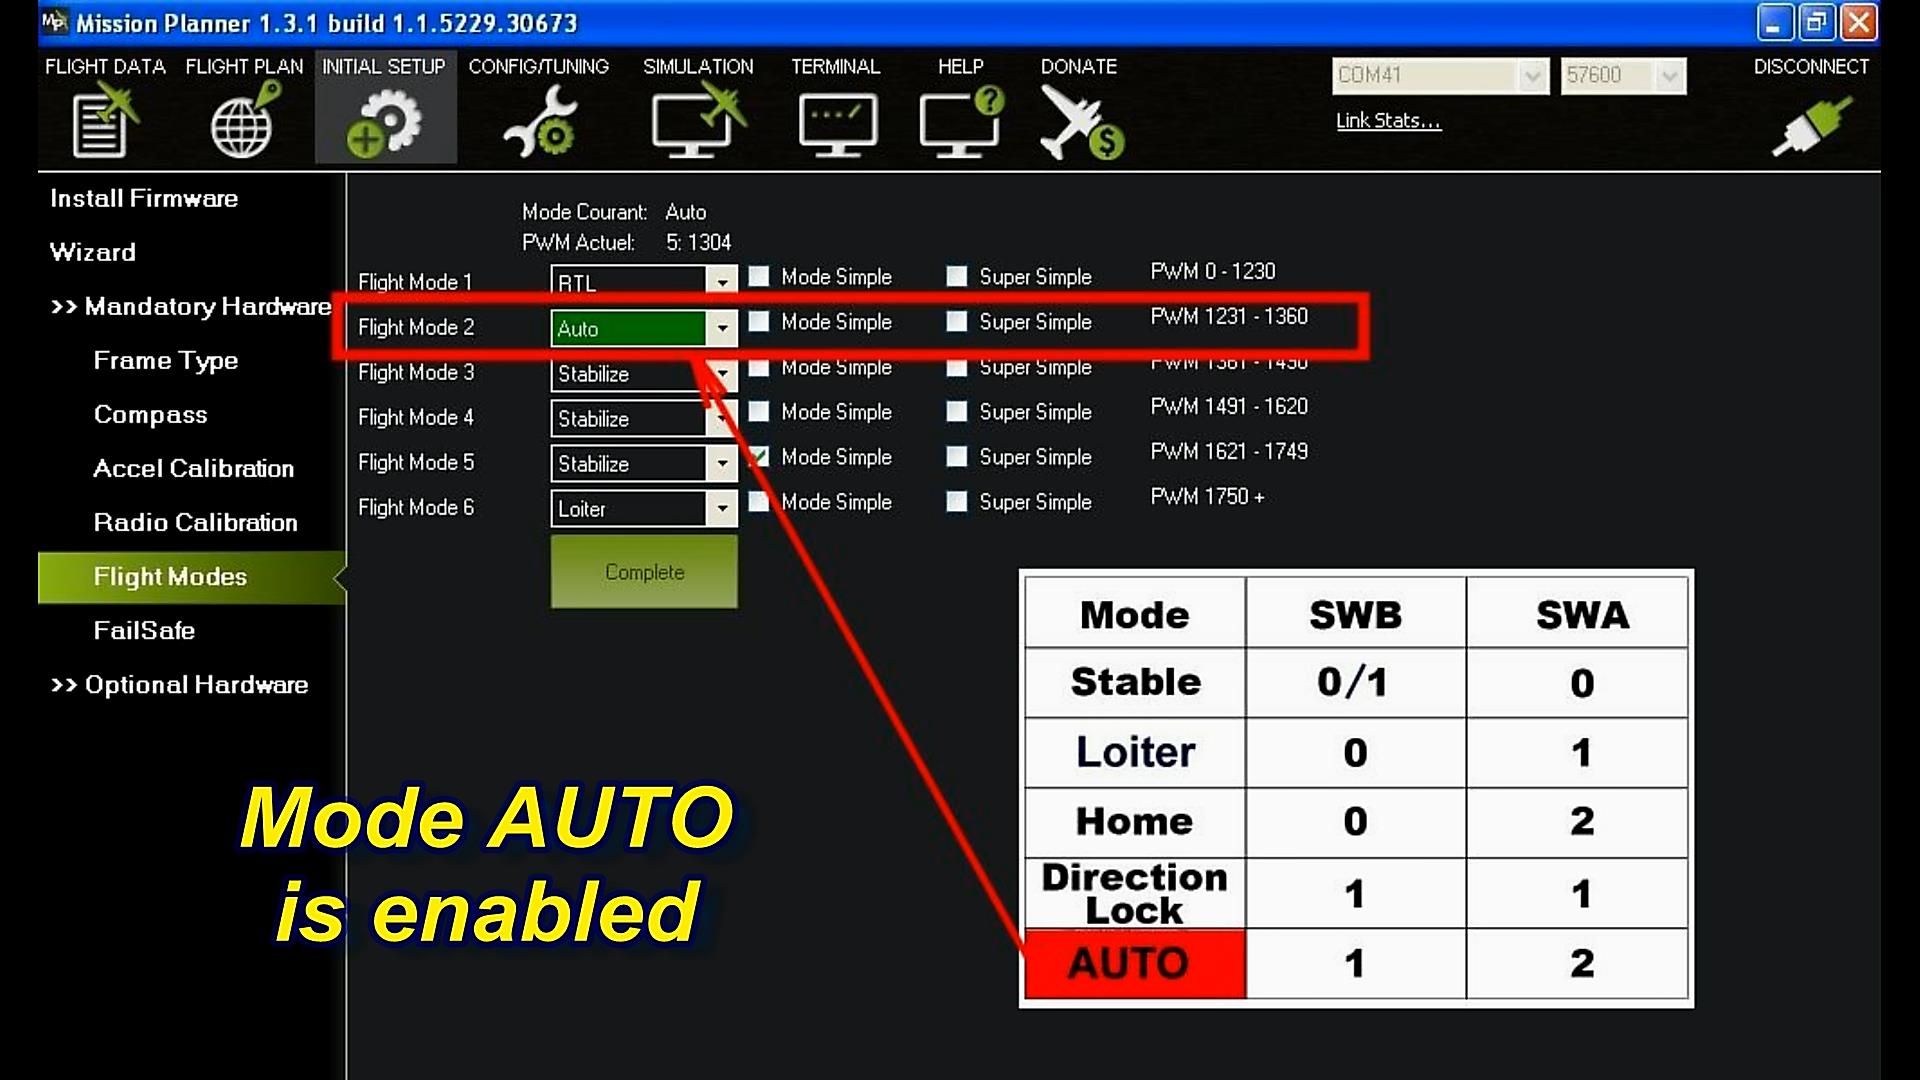 Mission Planner 1.3.1 build 1.1.5229.30673
FLIGHT DATA FLIGHT PLAN INITIAL SETUP CONFIG/TUNING SIMULATION TERMINAL HELP DONATE COM41 57600 DISCONNECT
Link Stats...
Install Firmware
Wizard
>> Mandatory Hardware
Frame Type
Compass
Accel Calibration
Radio Calibration
Flight Modes
FailSafe
>> Optional Hardware
Mode Courant: Auto
PWM Actuel: 5: 1304
Flight Mode 1 RTL Mode Simple Super Simple PWM 0 - 1230
Flight Mode 2 Auto Mode Simple Super Simple PWM 1231 - 1360
Flight Mode 3 Stabilize Mode Simple Super Simple PWM 1361 - 1490
Flight Mode 4 Stabilize Mode Simple Super Simple PWM 1491 - 1620
Flight Mode 5 Stabilize Mode Simple Super Simple PWM 1621 - 1749
Flight Mode 6 Loiter Mode Simple Super Simple PWM 1750 +
Complete
Mode SWB SWA
Stable 0/1 0
Loiter 0 1
Home 0 2
Direction
Lock 1 1
AUTO 1 2
Mode AUTO
is enabled